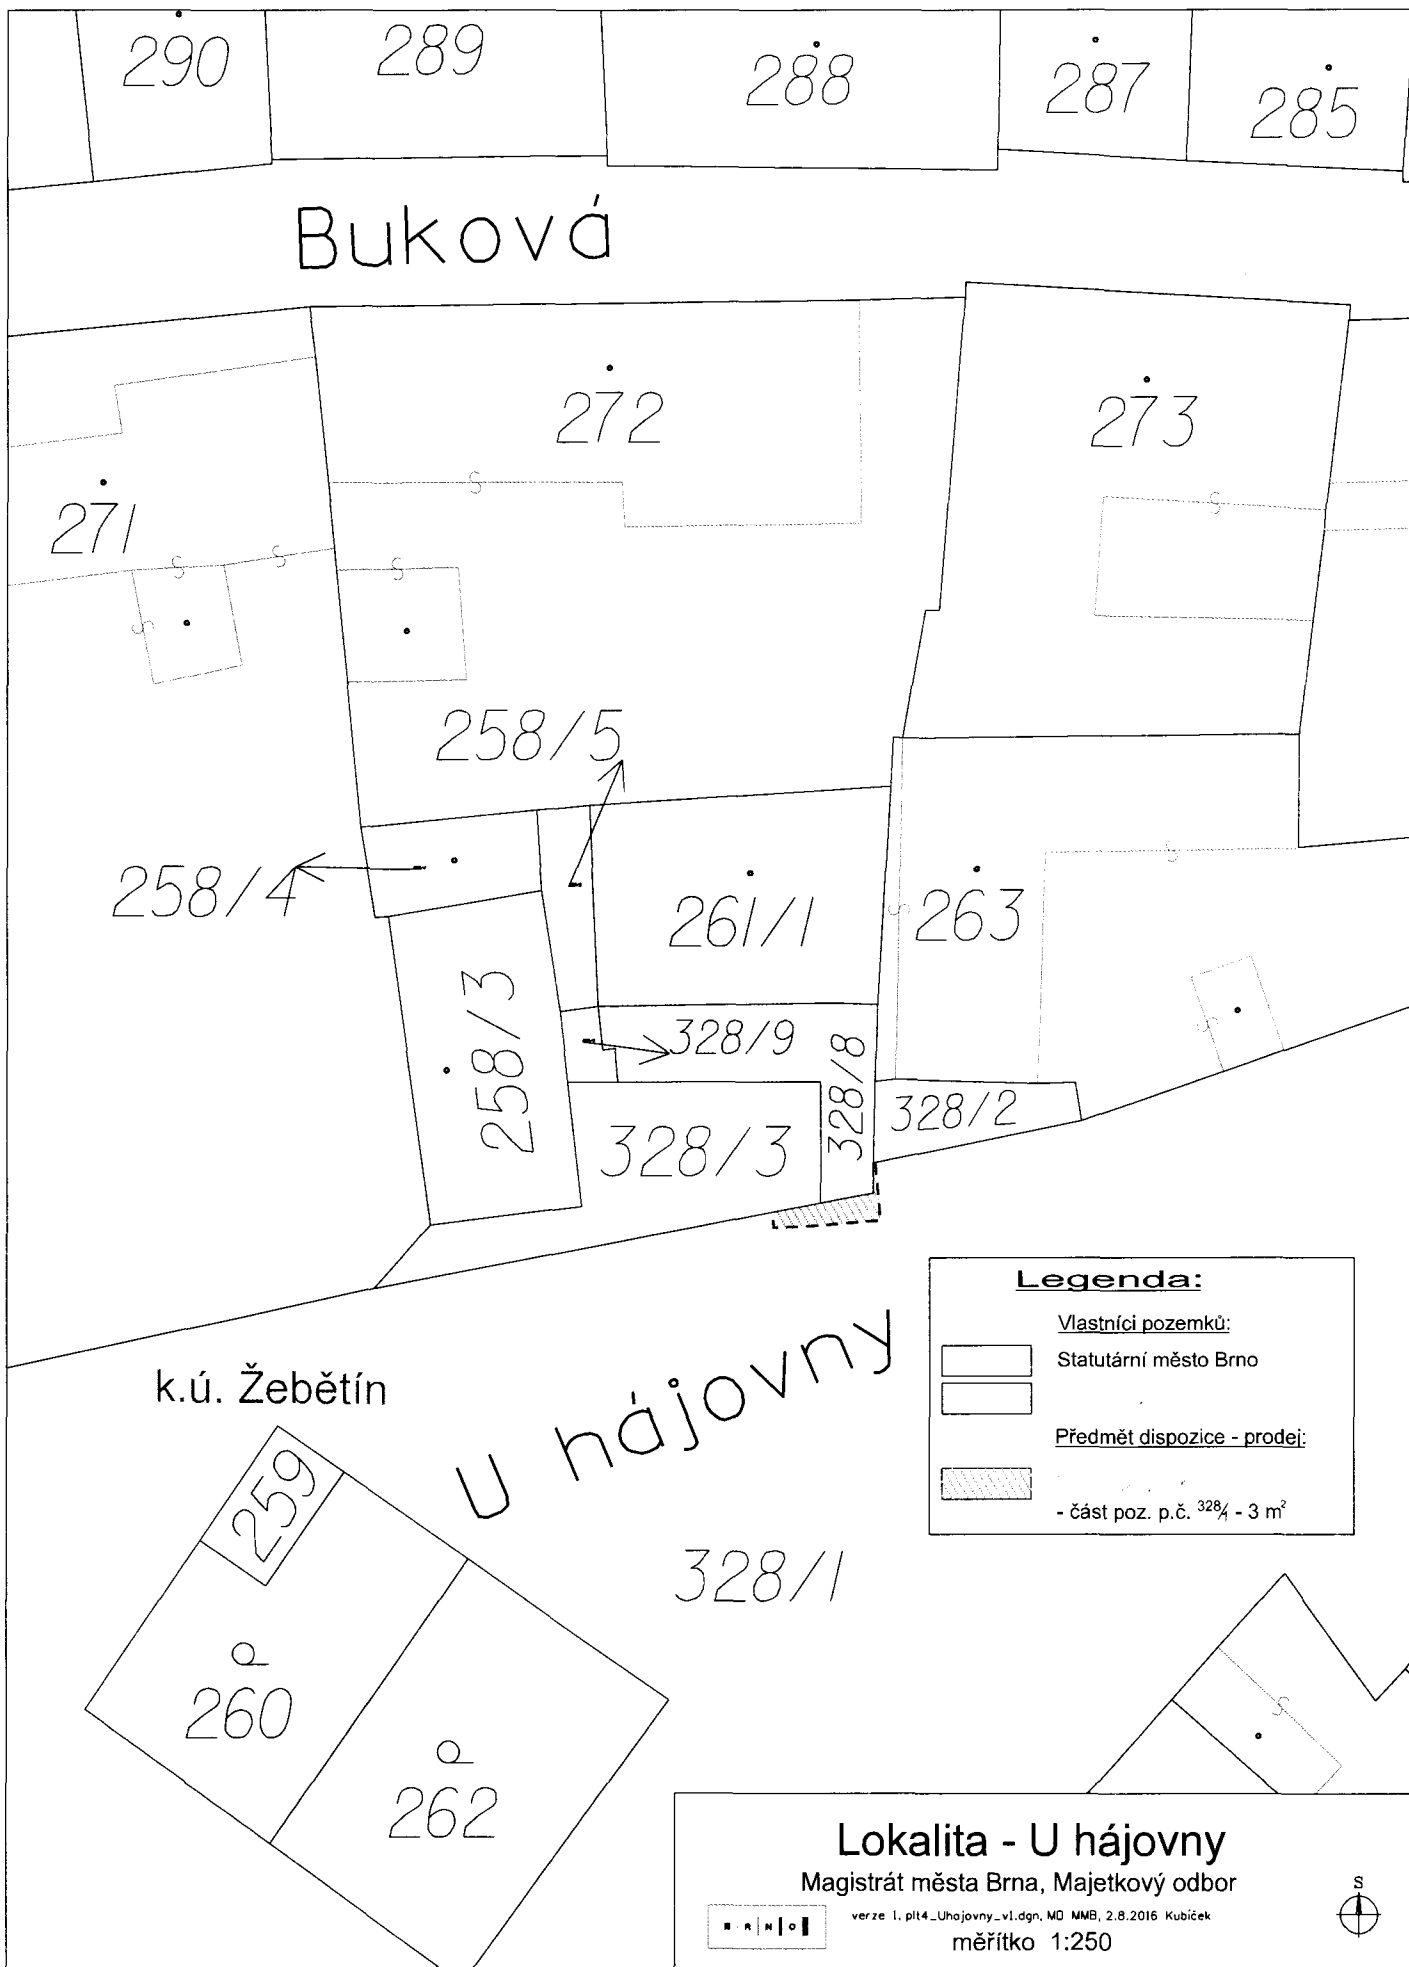 290
289
288
287
285
Buková
272
273
271
258/5
258/4
261/1
263
258/3
328/9
328/8
328/2
328/3
Legenda:
Vlastníci pozemků:
Statutární město Brno
Předmět dispozice - prodej:
- část poz. p.č. 328/1 - 3 m²
k.ú. Žebětín
U hájovny
259
328/1
260
262
Lokalita - U hájovny
Magistrát města Brna, Majetkový odbor
verze 1, plt4_Uhajovny_v1.dgn, MO MMB, 2.8.2016 Kubíček
měřítko 1:250
B R N O
S